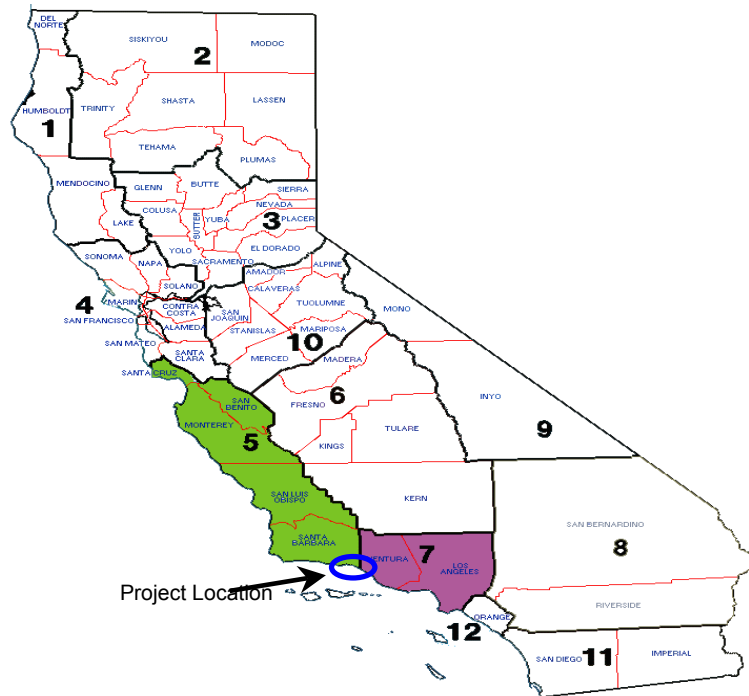 DEL
NORTE
SISKIYOU
2
MODOC
HUMBOLDT
1
TRINITY
SHASTA
LASSEN
TEHAMA
PLUMAS
MENDOCINO
GLENN
BUTTE
SIERRA
COLUSA
SUTTER
YUBA
NEVADA
LAKE
3
PLACER
SONOMA
NAPA
YOLO
EL DORADO
SACRAMENTO
ALPINE
AMADOR
SOLANO
CALAVERAS
4
MARIN
CONTRA
COSTA
SAN
JOAQUIN
TUOLUMNE
MONO
SAN FRANCISCO
ALAMEDA
STANISLAS
MARIPOSA
10
SAN MATEO
SANTA
CLARA
MERCED
MADERA
SANTA CRUZ
6
SAN
BENITO
FRESNO
INYO
MONTEREY
5
KINGS
TULARE
9
SAN LUIS
OBISPO
KERN
SANTA
BARBARA
SAN BERNARDINO
7
VENTURA
LOS
ANGELES
8
Project Location
RIVERSIDE
ORANGE
12
SAN DIEGO
11
IMPERIAL